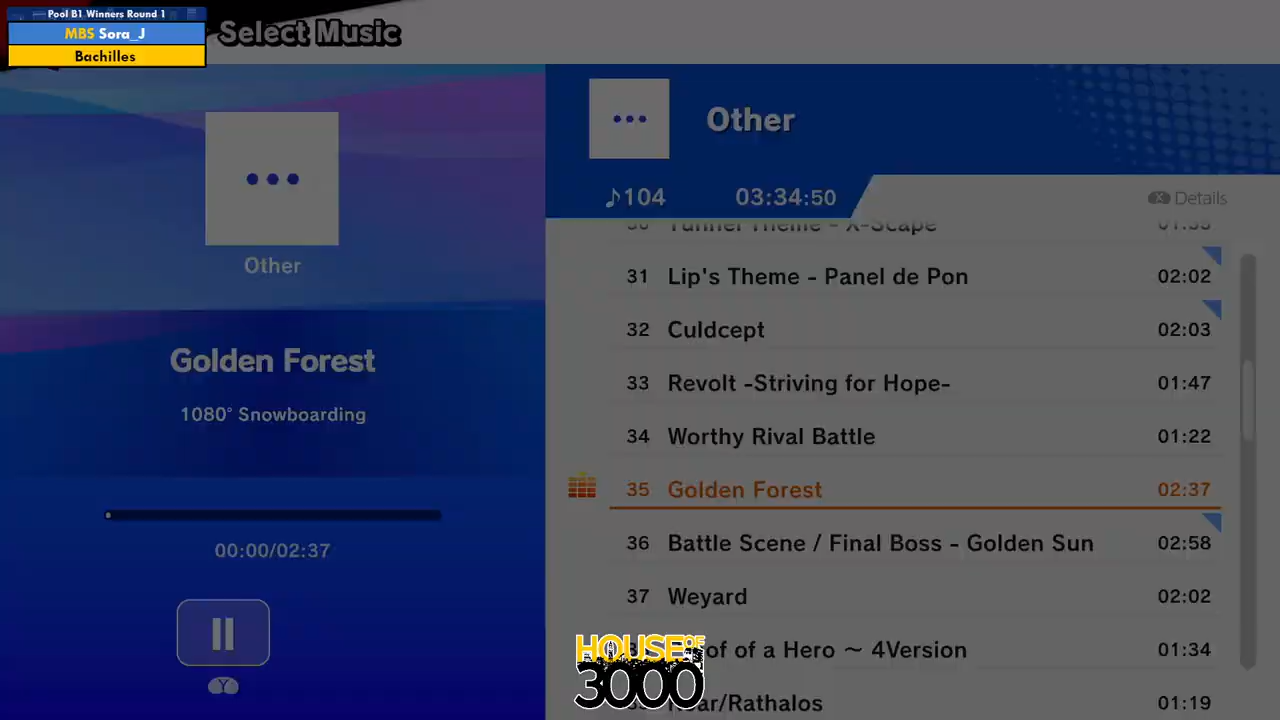 Pool B1 Winners Round 1
MBS Sora_J
Bachilles
Select Music
Other
Golden Forest
1080° Snowboarding
00:00/02:37
Y
Other
♪104 03:34:50
X Details
Tunnel Theme - X-Scape
31 Lip's Theme - Panel de Pon 02:02
32 Culdcept 02:03
33 Revolt -Striving for Hope- 01:47
34 Worthy Rival Battle 01:22
35 Golden Forest 02:37
36 Battle Scene / Final Boss - Golden Sun 02:58
37 Weyard 02:02
of a Hero ~ 4Version 01:34
/Rathalos 01:19
HOUSE OF
3000